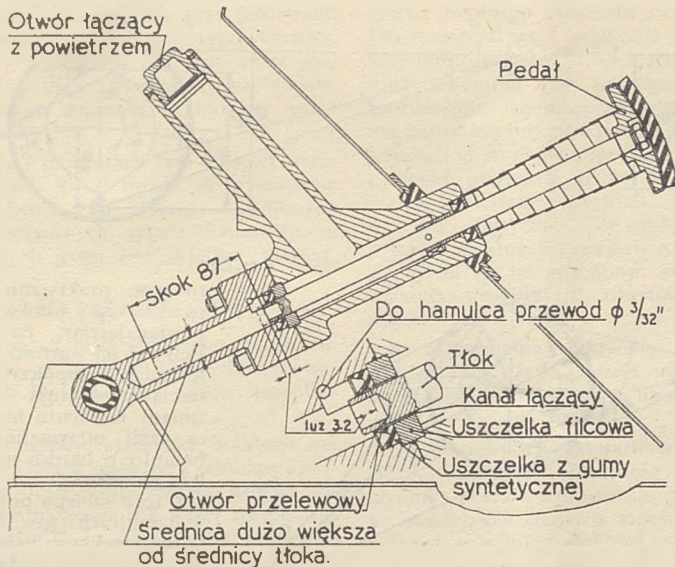 Otwór łączący
z powietrzem
Pedał
Skok 87
Do hamulca przewód ϕ 3/32"
Tłok
Kanał łączący
luz 3.2
Uszczelka filcowa
Uszczelka z gumy
syntetycznej
Otwór przelewowy
Średnica dużo większa
od średnicy tłoka.